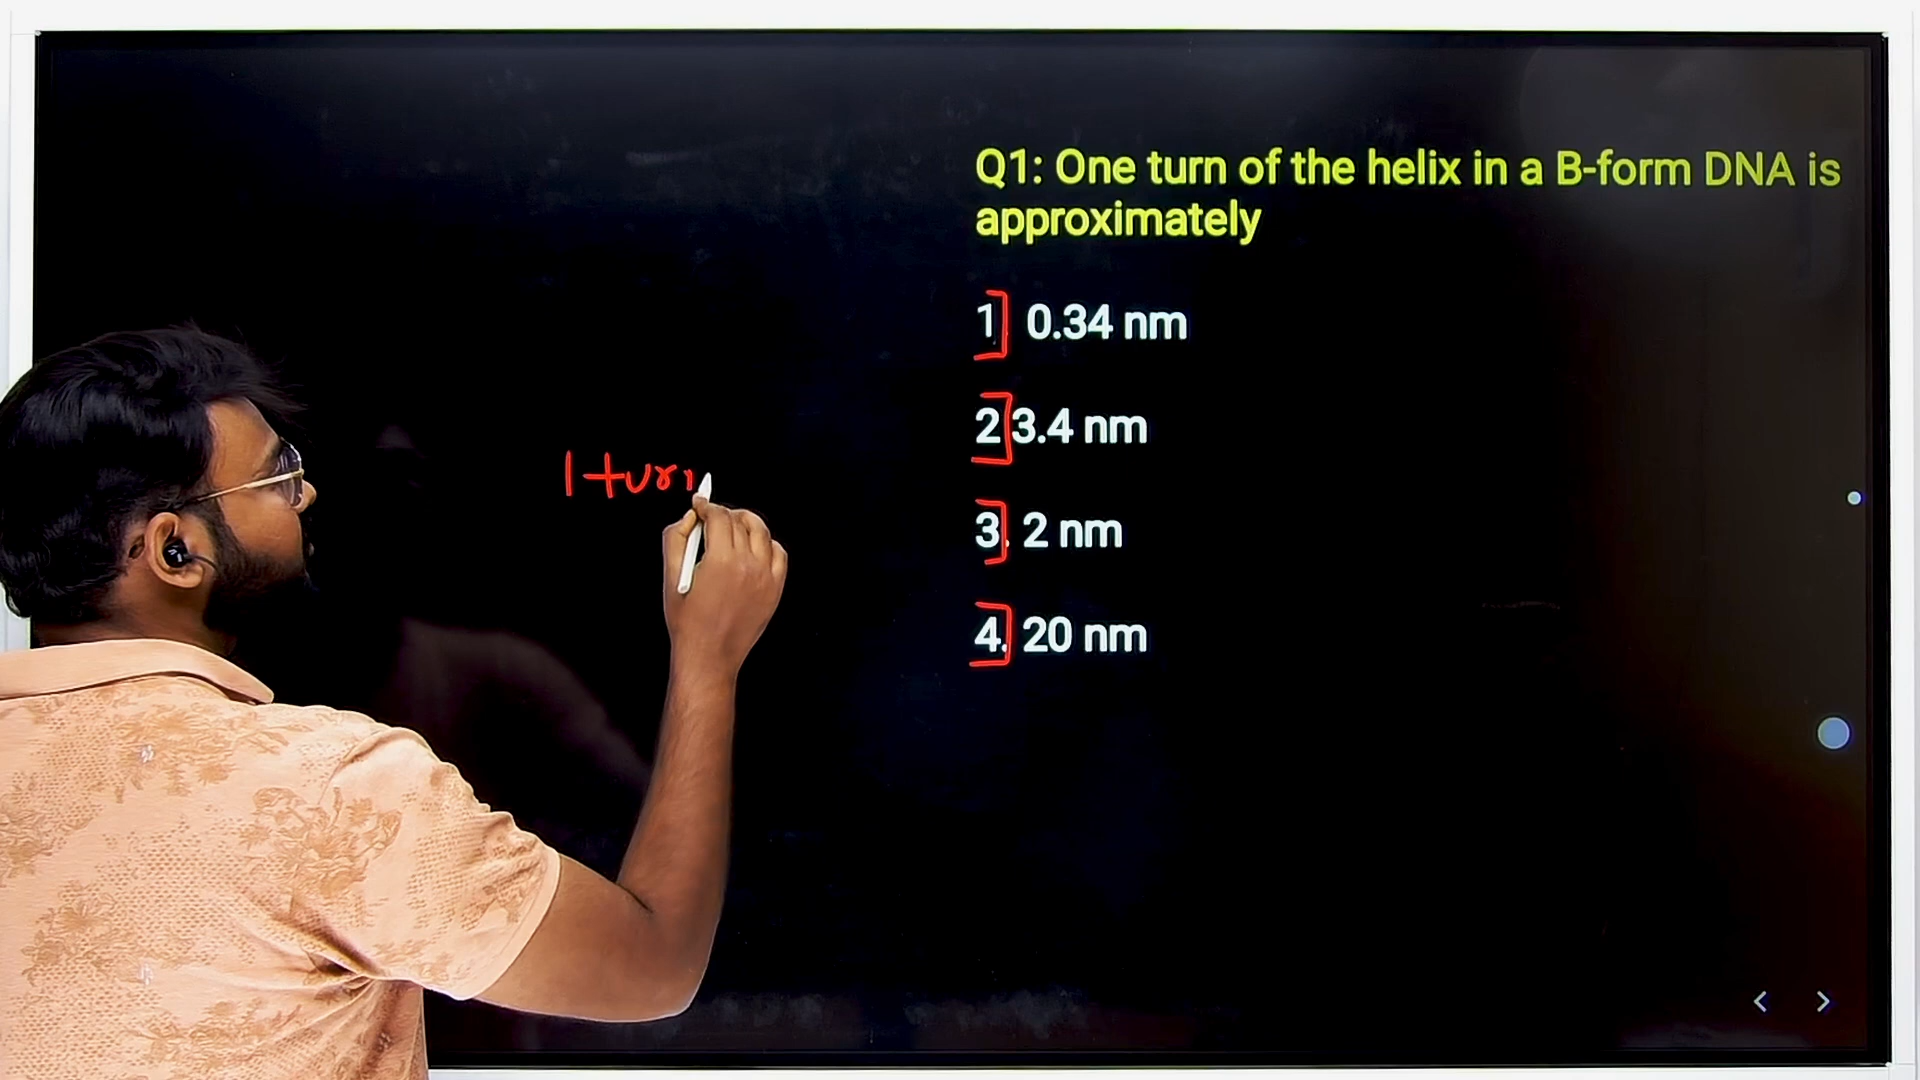 Q1: One turn of the helix in a B-form DNA is
approximately
1] 0.34 nm
2] 3.4 nm
3]. 2 nm
4]. 20 nm
1 turn